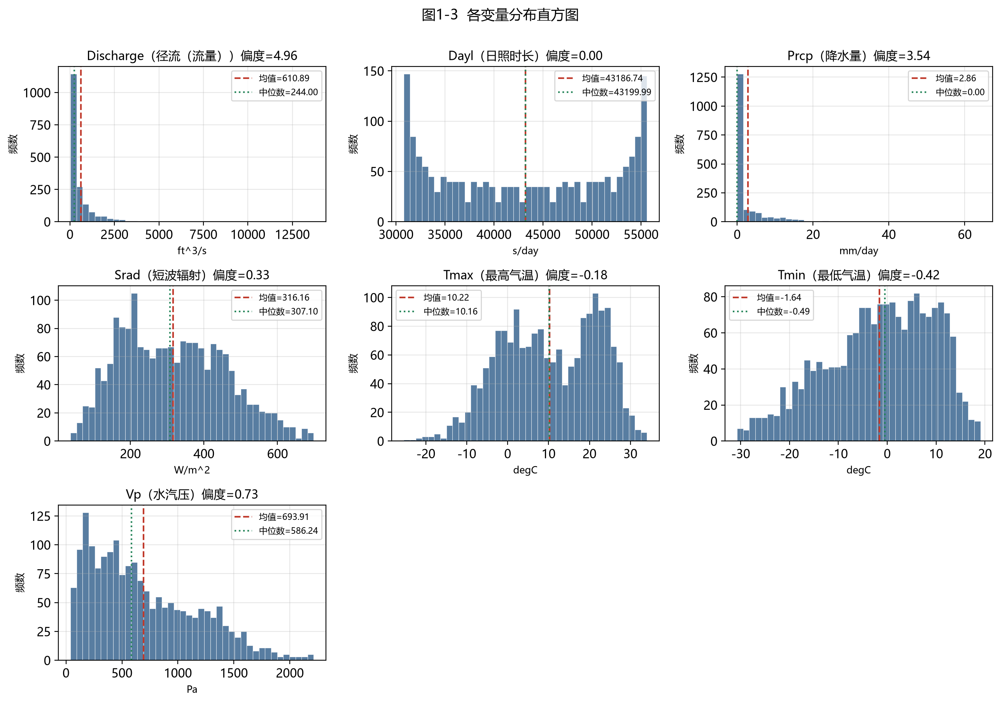 图1-3  各变量分布直方图
Discharge（径流（流量））偏度=4.96
频数
1000
750
500
250
0
均值=610.89
中位数=244.00
0 2500 5000 7500 10000 12500
ft^3/s
Dayl（日照时长）偏度=0.00
频数
150
100
50
0
均值=43186.74
中位数=43199.99
30000 35000 40000 45000 50000 55000
s/day
Prcp（降水量）偏度=3.54
频数
1250
1000
750
500
250
0
均值=2.86
中位数=0.00
0 20 40 60
mm/day
Srad（短波辐射）偏度=0.33
频数
100
80
60
40
20
0
均值=316.16
中位数=307.10
200 400 600
W/m^2
Tmax（最高气温）偏度=-0.18
频数
100
80
60
40
20
0
均值=10.22
中位数=10.16
-20 -10 0 10 20 30
degC
Tmin（最低气温）偏度=-0.42
频数
80
60
40
20
0
均值=-1.64
中位数=-0.49
-30 -20 -10 0 10 20
degC
Vp（水汽压）偏度=0.73
频数
125
100
75
50
25
0
均值=693.91
中位数=586.24
0 500 1000 1500 2000
Pa